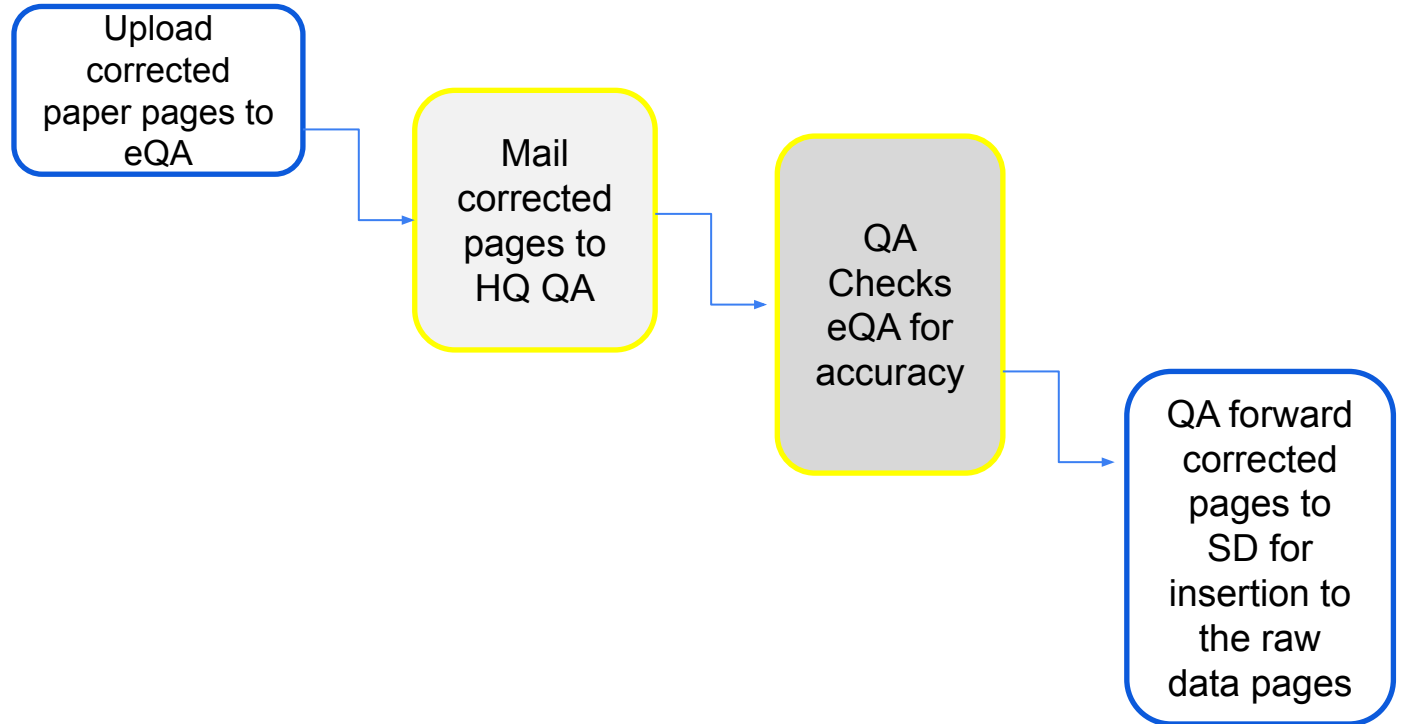 Upload
corrected
paper pages to
eQA
Mail
corrected
pages to
HQ QA
QA
Checks
eQA for
accuracy
QA forward
corrected
pages to
SD for
insertion to
the raw
data pages